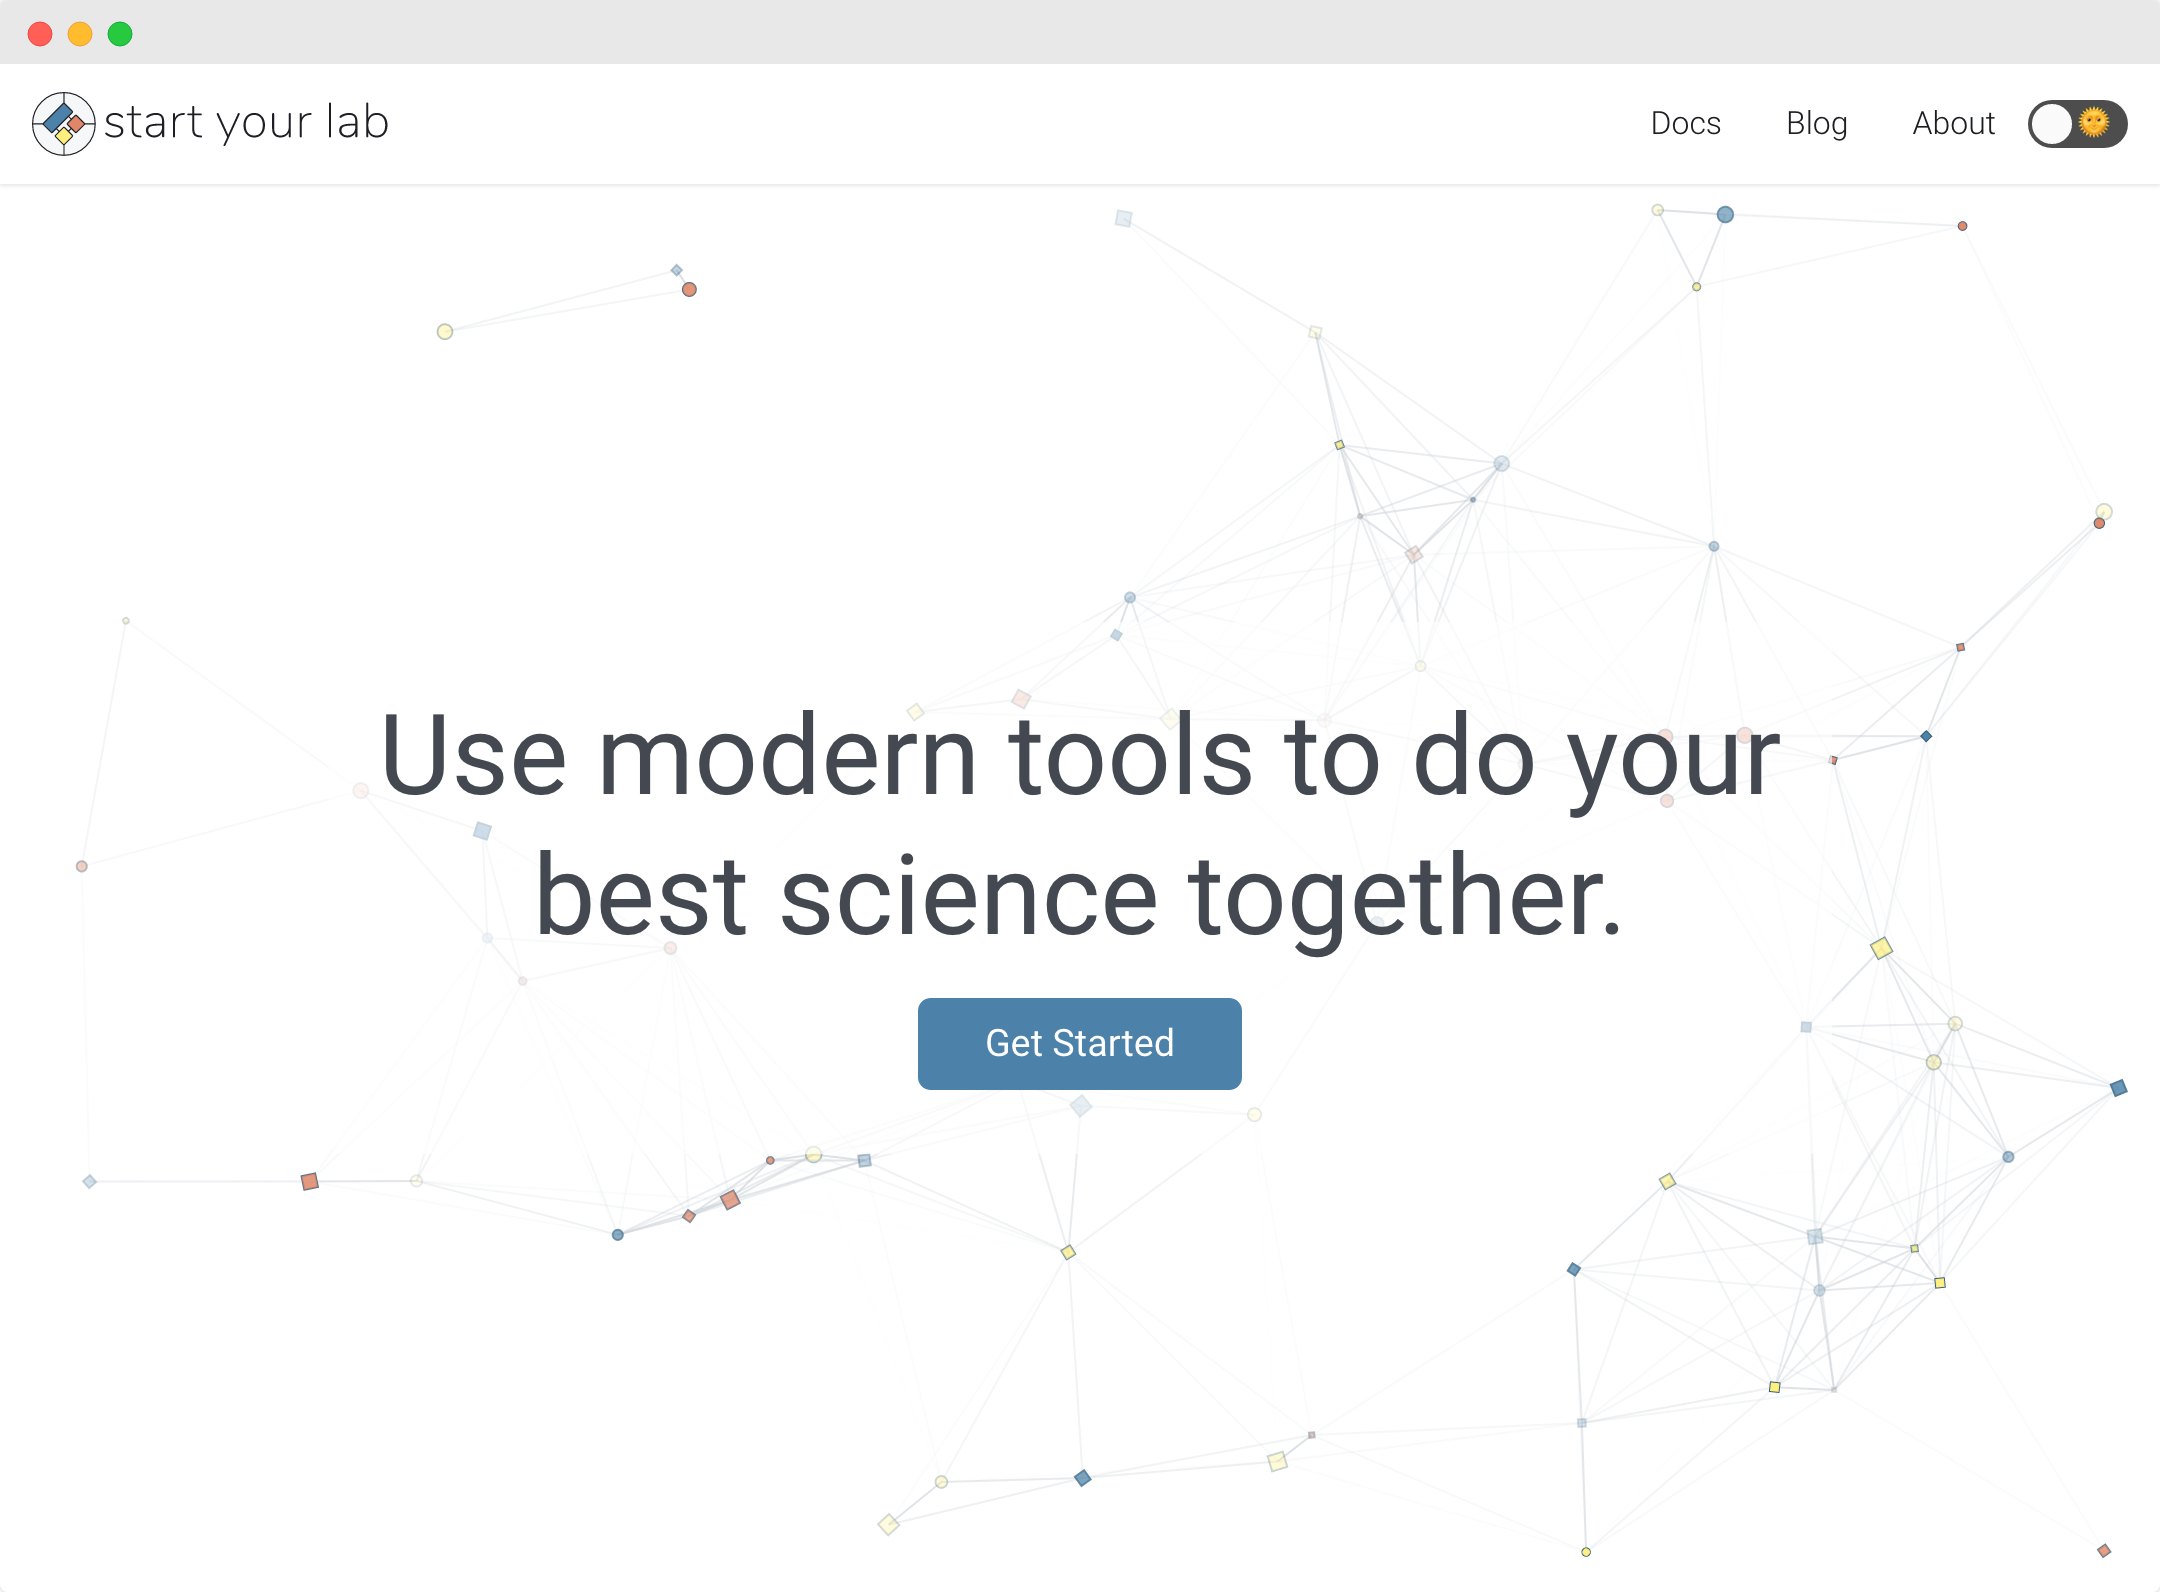 start your lab
Docs Blog About
Use modern tools to do your
best science together.
Get Started